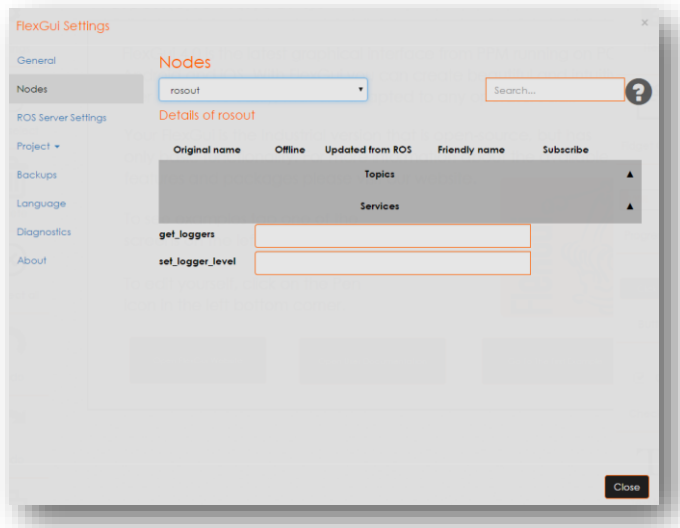 FlexGui Settings ×
General
Nodes
ROS Server Settings
Project ▾
Backups
Language
Diagnostics
About
Nodes
rosout ▾ Search... ?
Details of rosout
Original name Offline Updated from ROS Friendly name Subscribe
Topics ▲
Services ▲
get_loggers
set_logger_level
Close